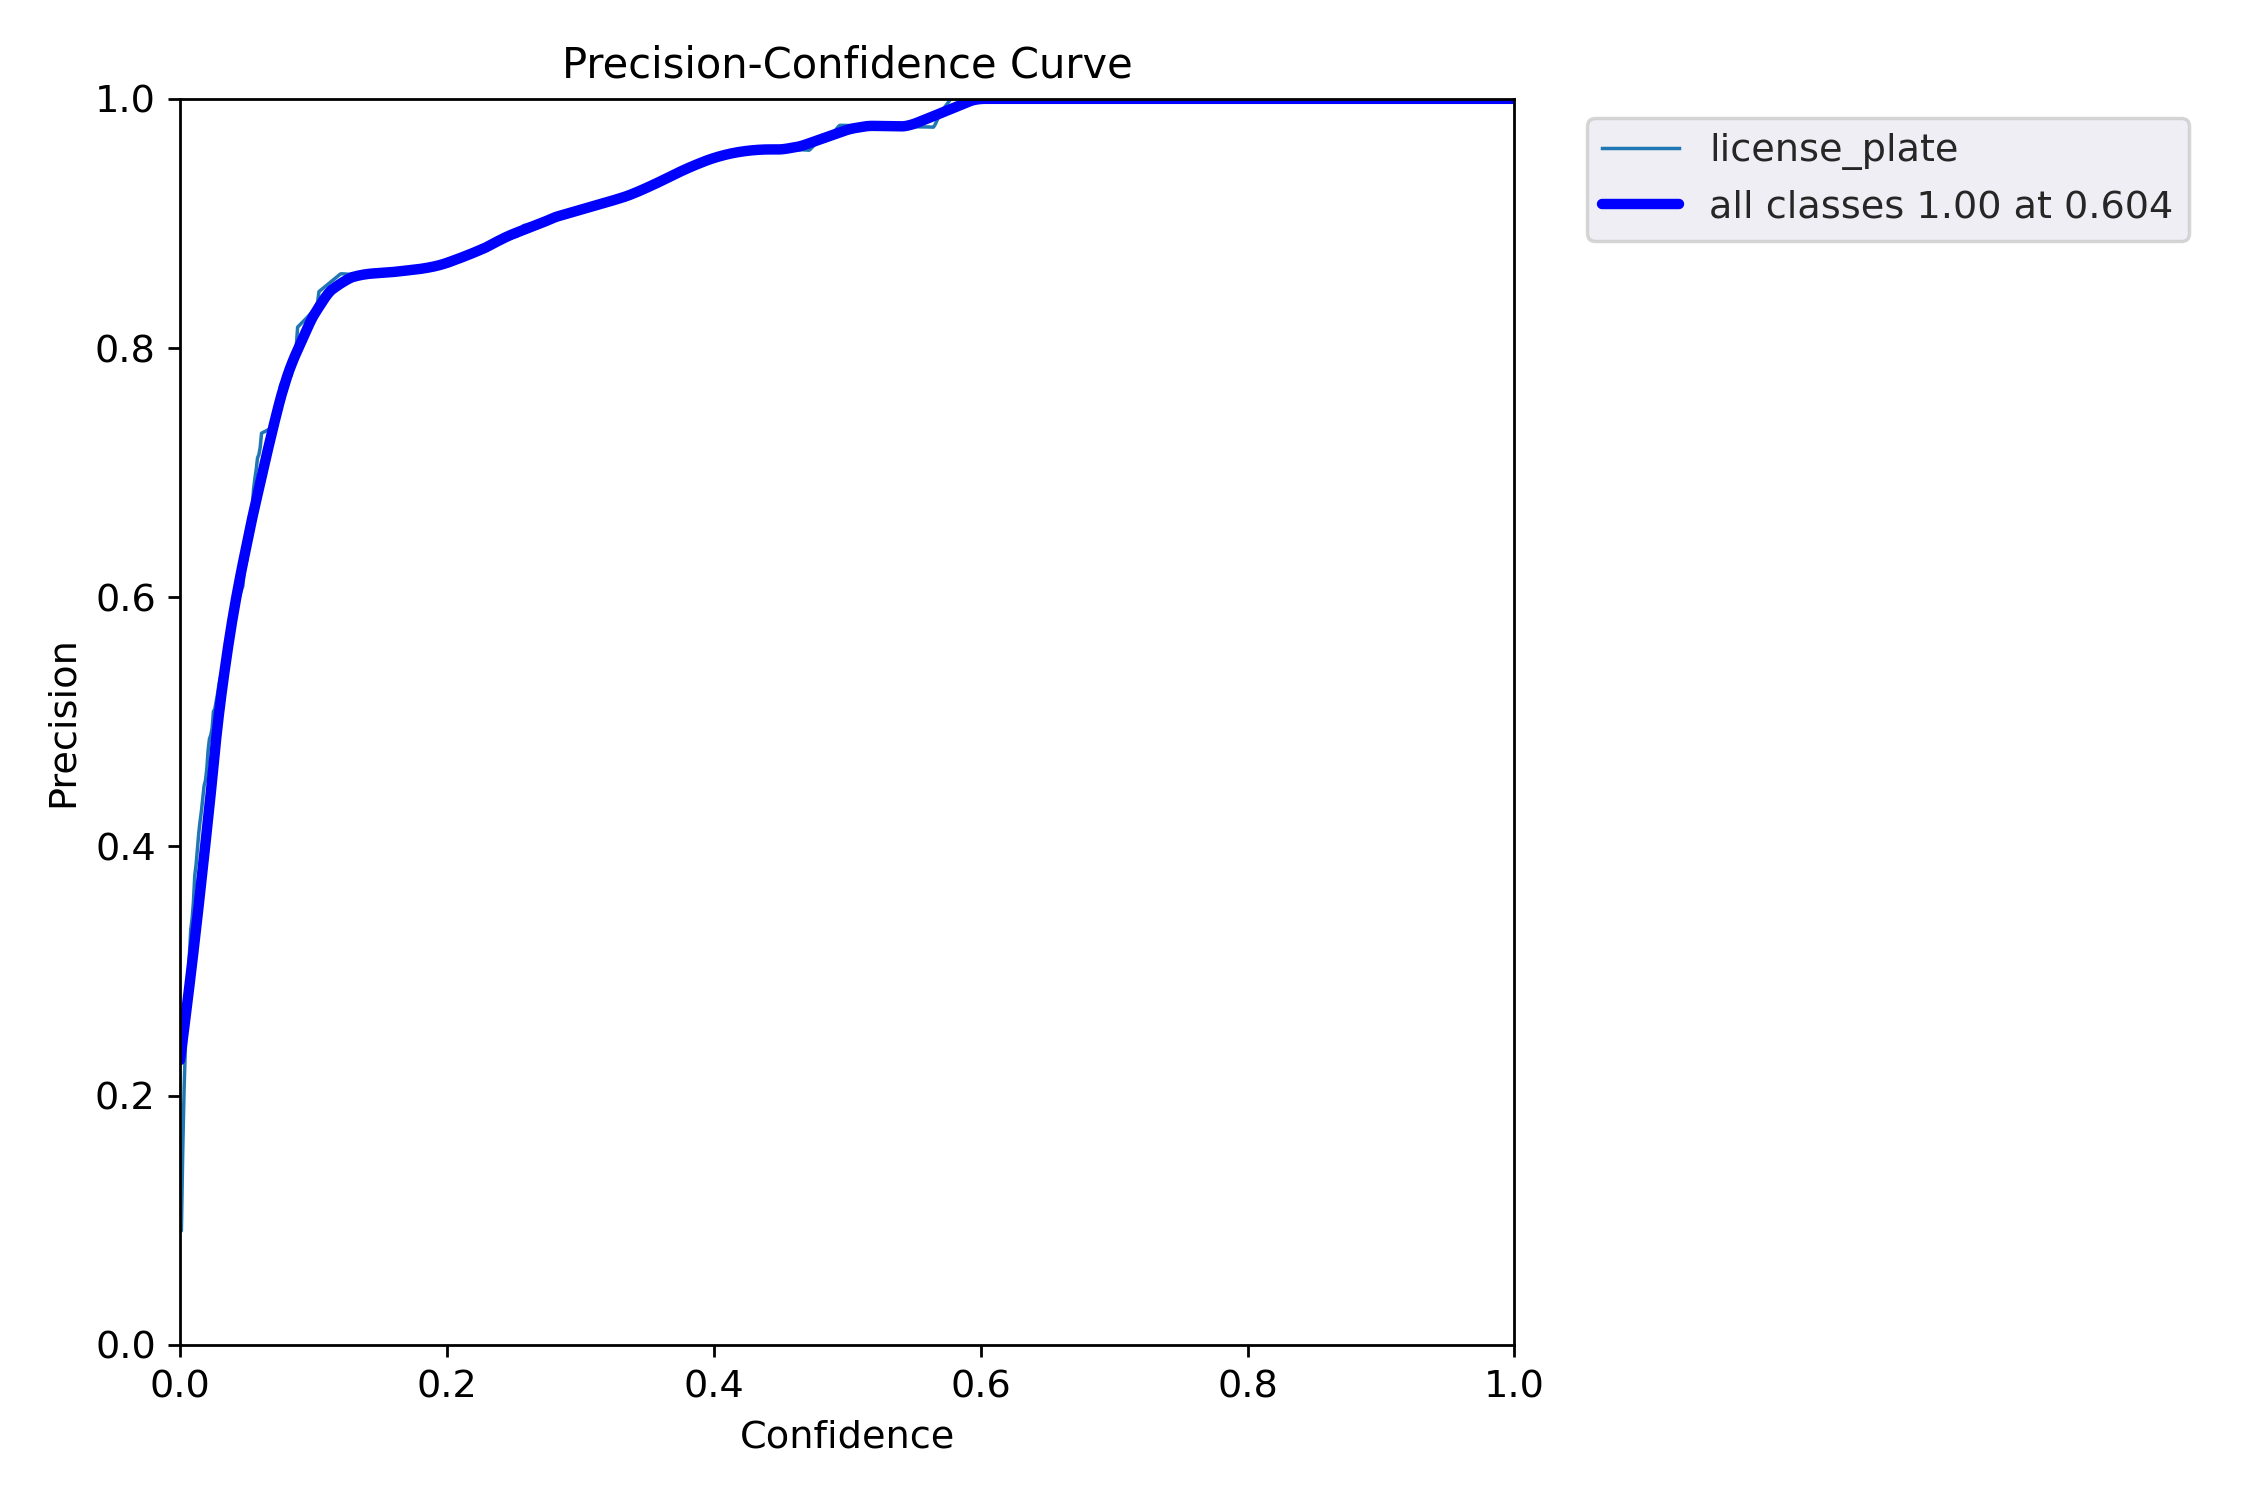 Precision-Confidence Curve
1.0
0.8
0.6
0.4
0.2
0.0
Precision
0.0 0.2 0.4 0.6 0.8 1.0
Confidence
license_plate
all classes 1.00 at 0.604